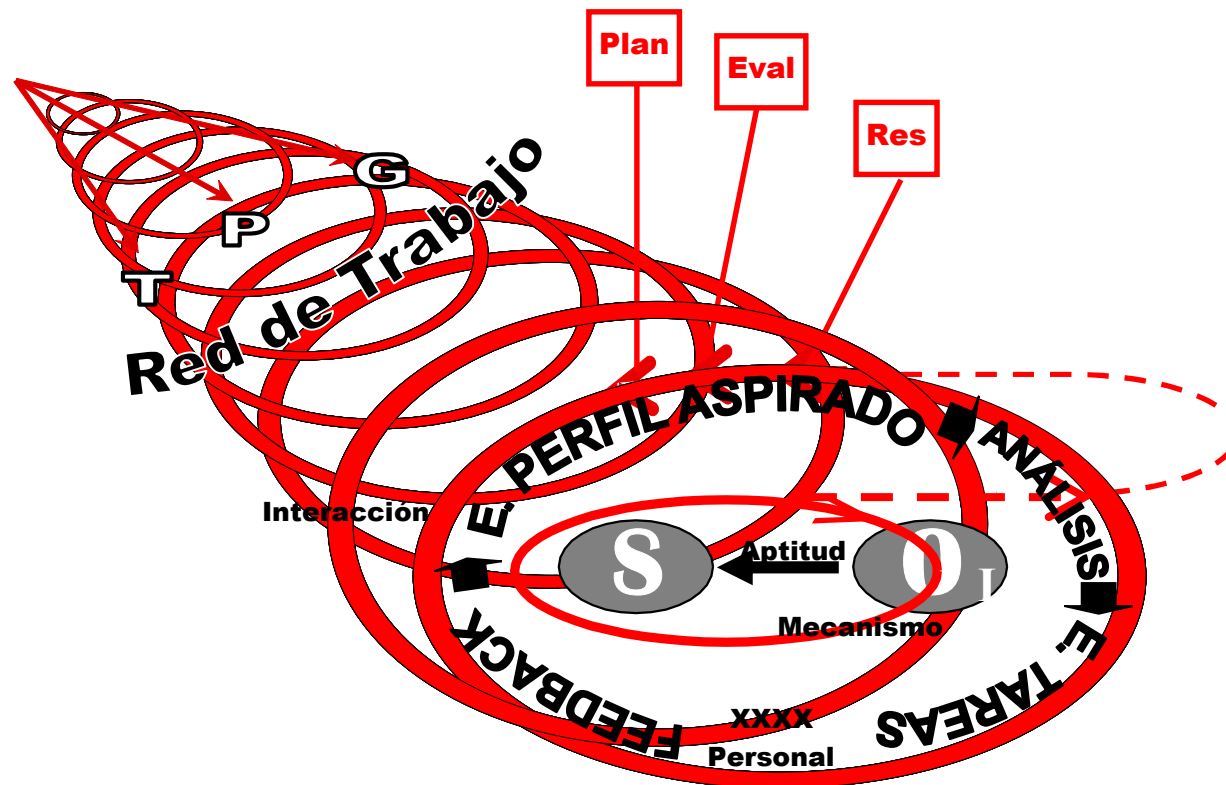 Plan
Eval
Res
G
P
T
Red de Trabajo
E. PERFIL ASPIRADO
ANÁLISIS
Interacción
S
Aptitud
O
I
Mecanismo
E. TAREAS
FEEDBACK
XXXX
Personal